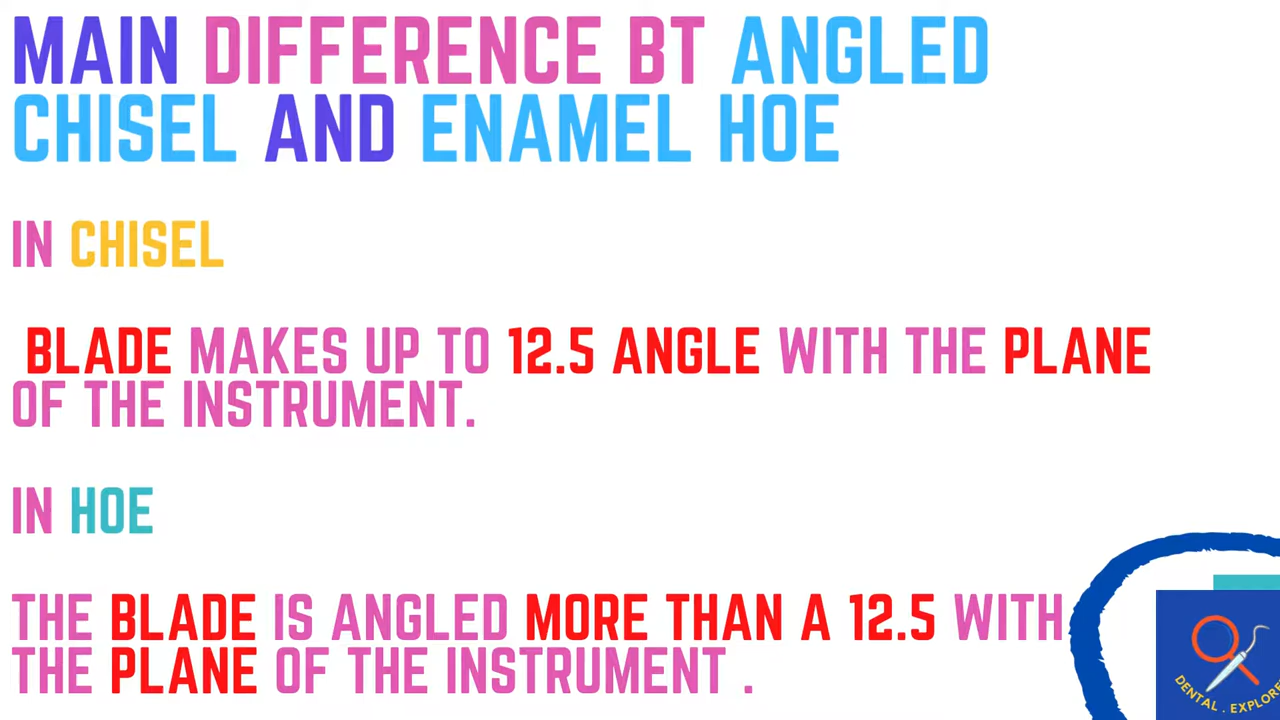 MAIN DIFFERENCE BT ANGLED
CHISEL AND ENAMEL HOE
IN CHISEL
BLADE MAKES UP TO 12.5 ANGLE WITH THE PLANE
OF THE INSTRUMENT.
IN HOE
THE BLADE IS ANGLED MORE THAN A 12.5 WITH
THE PLANE OF THE INSTRUMENT .
DENTAL . EXPLORE